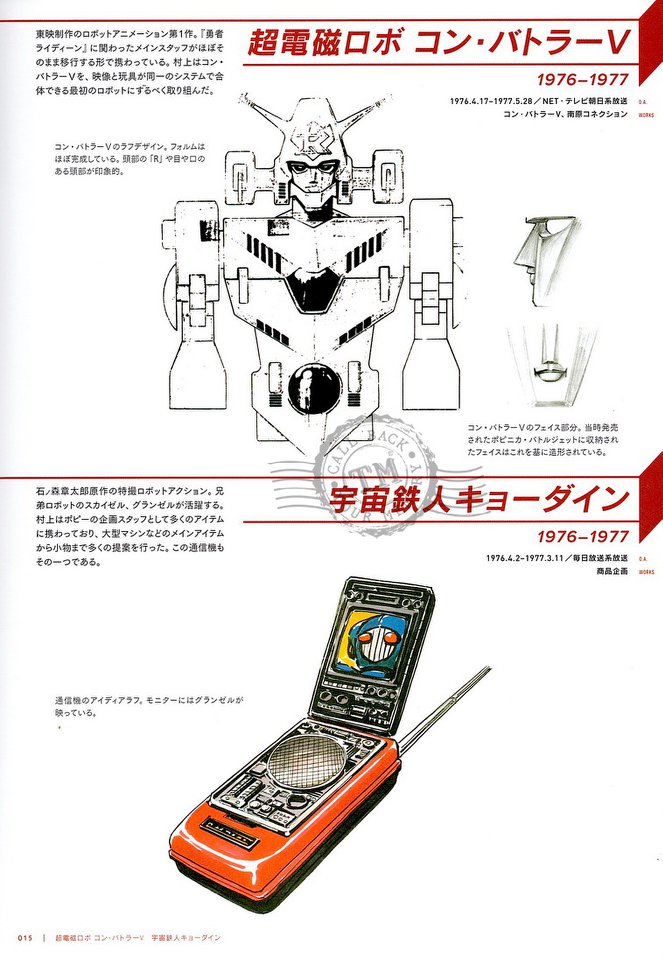 東映制作のロボットアニメーション第1作。『勇者
ライディーン』に関わったメインスタッフがほぼそ
のまま移行する形で携わっている。村上はコン・
バトラーVを、映像と玩具が同一のシステムで合
体できる最初のロボットにするべく取り組んだ。
超電磁ロボ コン・バトラーV
1976–1977
1976.4.17–1977.5.28／NET・テレビ朝日系放送 O.A.
コン・バトラーV、南原コネクション WORKS
コン・バトラーVのラフデザイン。フォルムは
ほぼ完成している。頭部の「R」や目や口の
ある頭部が印象的。
コン・バトラーVのフェイス部分。当時発売
されたポピニカ・バトルジェットに収納され
たフェイスはこれを基に造形されている。
CALL BACK
TM
石ノ森章太郎原作の特撮ロボットアクション。兄
弟ロボットのスカイゼル、グランゼルが活躍する。
村上はポピーの企画スタッフとして多くのアイテム
に携わっており、大型マシンなどのメインアイテム
から小物まで多くの提案を行った。この通信機も
その一つである。
宇宙鉄人キョーダイン
1976–1977
1976.4.2–1977.3.11／毎日放送系放送 O.A.
商品企画 WORKS
通信機のアイディアラフ。モニターにはグランゼルが
映っている。
015 | 超電磁ロボ コン・バトラーV 宇宙鉄人キョーダイン